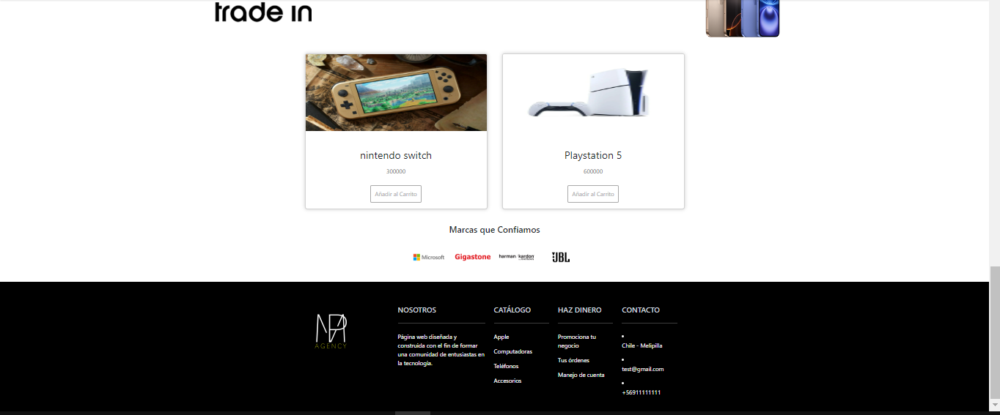 trade in
nintendo switch
300000
Añadir al Carrito
Playstation 5
600000
Añadir al Carrito
Marcas que Confiamos
Microsoft
Gigastone
harman/kardon
JBL
AGENCY
NOSOTROS
Página web diseñada y
construida con el fin de formar
una comunidad de entusiastas en
la tecnología.
CATÁLOGO
Apple
Computadoras
Teléfonos
Accesorios
HAZ DINERO
Promociona tu
negocio
Tus órdenes
Manejo de cuenta
CONTACTO
Chile - Melipilla
test@gmail.com
+56911111111